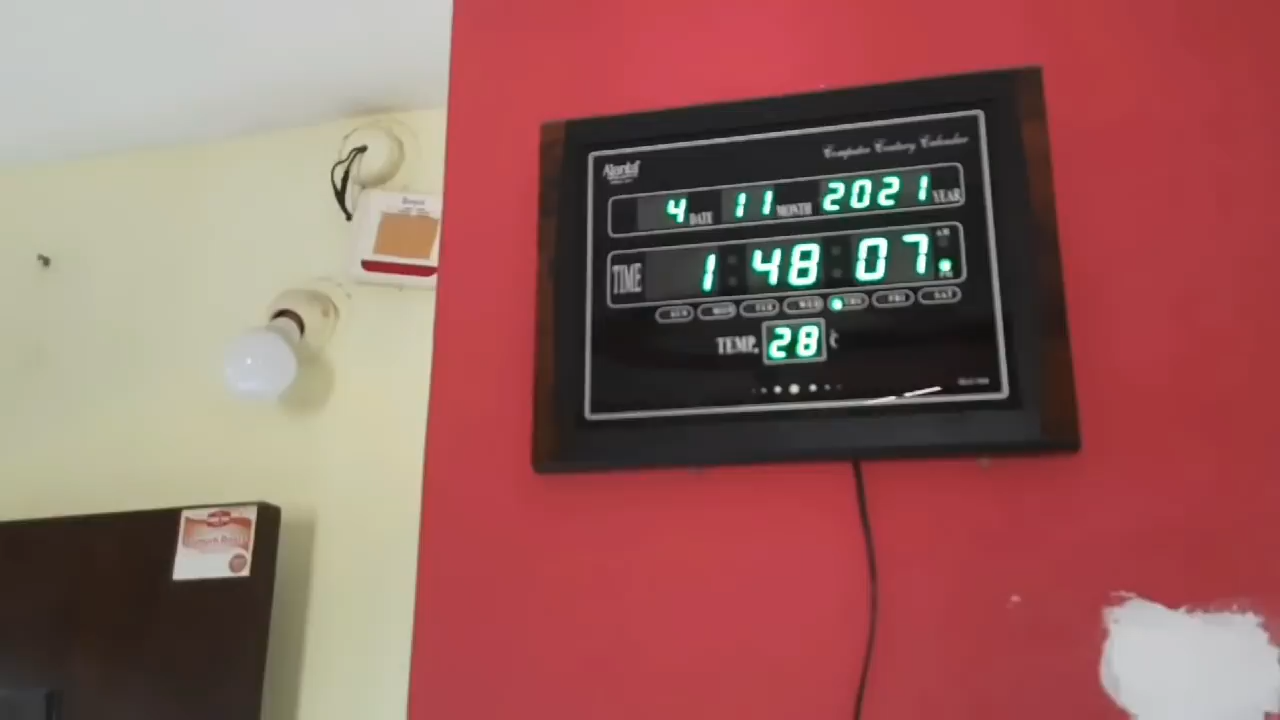 Ajanta
Computer Century Calendar
4 DATE 11 MONTH 2021 YEAR
TIME 1:48:07 AM PM
SUN MON TUE WED THU FRI SAT
TEMP. 28 °C